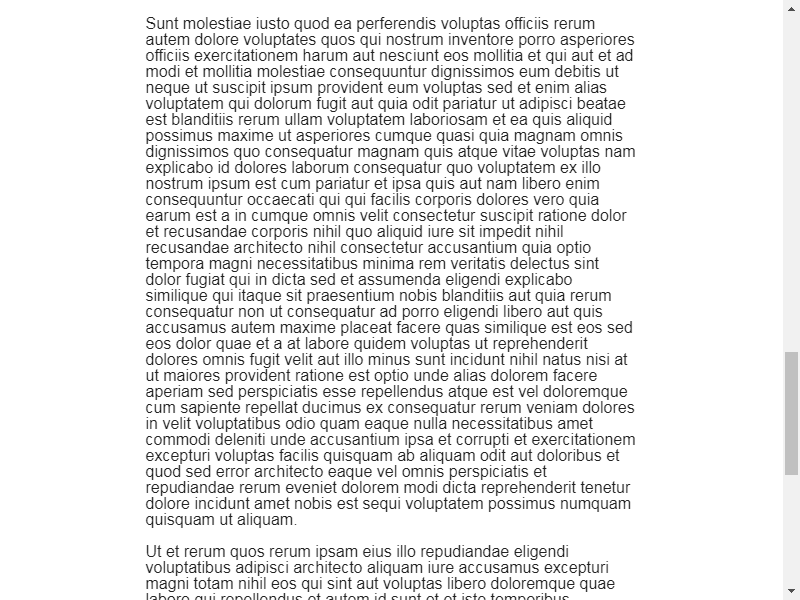 Sunt molestiae iusto quod ea perferendis voluptas officiis rerum
autem dolore voluptates quos qui nostrum inventore porro asperiores
officiis exercitationem harum aut nesciunt eos mollitia et qui aut et ad
modi et mollitia molestiae consequuntur dignissimos eum debitis ut
neque ut suscipit ipsum provident eum voluptas sed et enim alias
voluptatem qui dolorum fugit aut quia odit pariatur ut adipisci beatae
est blanditiis rerum ullam voluptatem laboriosam et ea quis aliquid
possimus maxime ut asperiores cumque quasi quia magnam omnis
dignissimos quo consequatur magnam quis atque vitae voluptas nam
explicabo id dolores laborum consequatur quo voluptatem ex illo
nostrum ipsum est cum pariatur et ipsa quis aut nam libero enim
consequuntur occaecati qui qui facilis corporis dolores vero quia
earum est a in cumque omnis velit consectetur suscipit ratione dolor
et recusandae corporis nihil quo aliquid iure sit impedit nihil
recusandae architecto nihil consectetur accusantium quia optio
tempora magni necessitatibus minima rem veritatis delectus sint
dolor fugiat qui in dicta sed et assumenda eligendi explicabo
similique qui itaque sit praesentium nobis blanditiis aut quia rerum
consequatur non ut consequatur ad porro eligendi libero aut quis
accusamus autem maxime placeat facere quas similique est eos sed
eos dolor quae et a at labore quidem voluptas ut reprehenderit
dolores omnis fugit velit aut illo minus sunt incidunt nihil natus nisi at
ut maiores provident ratione est optio unde alias dolorem facere
aperiam sed perspiciatis esse repellendus atque est vel doloremque
cum sapiente repellat ducimus ex consequatur rerum veniam dolores
in velit voluptatibus odio quam eaque nulla necessitatibus amet
commodi deleniti unde accusantium ipsa et corrupti et exercitationem
excepturi voluptas facilis quisquam ab aliquam odit aut doloribus et
quod sed error architecto eaque vel omnis perspiciatis et
repudiandae rerum eveniet dolorem modi dicta reprehenderit tenetur
dolore incidunt amet nobis est sequi voluptatem possimus numquam
quisquam ut aliquam.
Ut et rerum quos rerum ipsam eius illo repudiandae eligendi
voluptatibus adipisci architecto aliquam iure accusamus excepturi
magni totam nihil eos qui sint aut voluptas libero doloremque quae
labore qui repellendus et autem id sunt et et isto temporibus